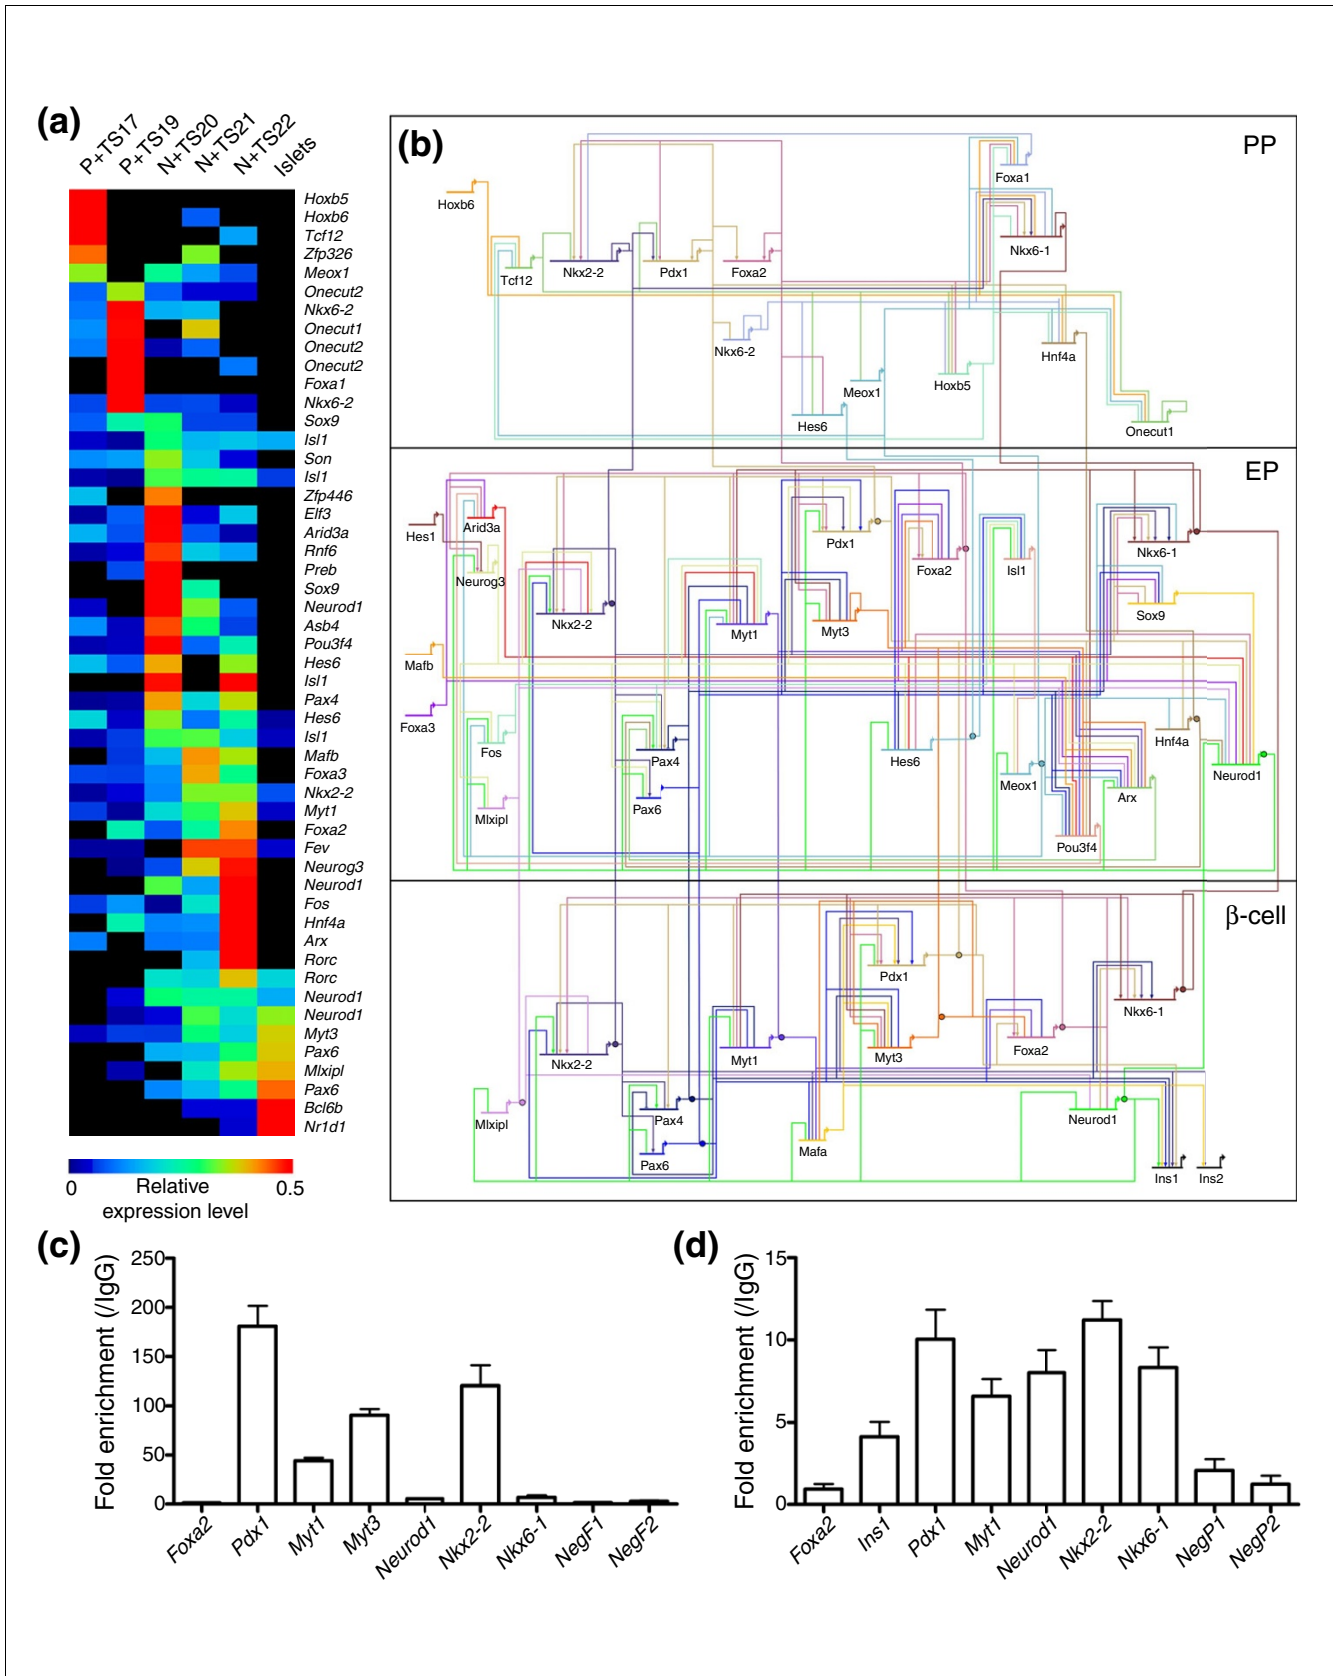 (a)
P+TS17
P+TS19
N+TS20
N+TS21
N+TS22
Islets
Hoxb5
Hoxb6
Tcf12
Zfp326
Meox1
Onecut2
Nkx6-2
Onecut1
Onecut2
Onecut2
Foxa1
Nkx6-2
Sox9
Isl1
Son
Isl1
Zfp446
Elf3
Arid3a
Rnf6
Preb
Sox9
Neurod1
Asb4
Pou3f4
Hes6
Isl1
Pax4
Hes6
Isl1
Mafb
Foxa3
Nkx2-2
Myt1
Foxa2
Fev
Neurog3
Neurod1
Fos
Hnf4a
Arx
Rorc
Rorc
Neurod1
Neurod1
Myt3
Pax6
Mlxipl
Pax6
Bcl6b
Nr1d1
0
Relative
expression level
0.5
(b)
PP
Foxa1
Hoxb6
Nkx6-1
Tcf12
Nkx2-2
Pdx1
Foxa2
Nkx6-2
Hnf4a
Meox1
Hoxb5
Hes6
Onecut1
EP
Hes1
Arid3a
Pdx1
Nkx6-1
Neurog3
Foxa2
Isl1
Nkx2-2
Myt1
Myt3
Sox9
Mafb
Foxa3
Fos
Pax4
Hes6
Hnf4a
Neurod1
Meox1
Arx
Mlxipl
Pax6
Pou3f4
β-cell
Pdx1
Nkx6-1
Nkx2-2
Myt1
Myt3
Foxa2
Mlxipl
Pax4
Neurod1
Mafa
Pax6
Ins1
Ins2
(c)
Fold enrichment (/IgG)
250
200
150
100
50
0
Foxa2
Pdx1
Myt1
Myt3
Neurod1
Nkx2-2
Nkx6-1
NegF1
NegF2
(d)
Fold enrichment (/IgG)
15
10
5
0
Foxa2
Ins1
Pdx1
Myt1
Neurod1
Nkx2-2
Nkx6-1
NegP1
NegP2